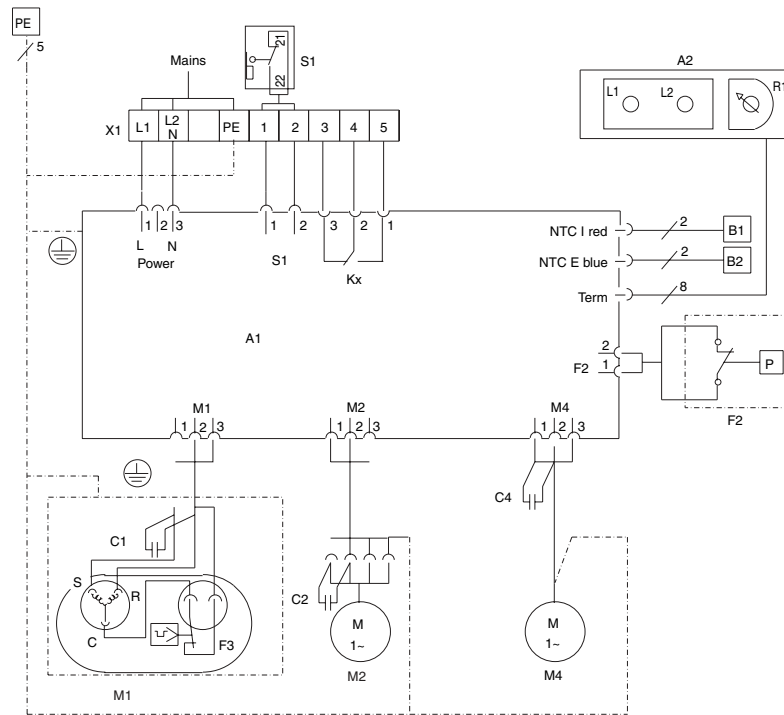 PE
5
Mains
21
22
S1
A2
L1
L2
R1
X1
L1
L2
N
PE
1
2
3
4
5
1
2
3
L
N
Power
1
2
S1
3
2
1
Kx
NTC I red
2
B1
NTC E blue
2
B2
Term
8
A1
2
1
F2
P
F2
M1
1
2
3
M2
1
2
3
M4
1
2
3
C1
S
R
C
F3
M1
C2
M
1~
M2
C4
M
1~
M4